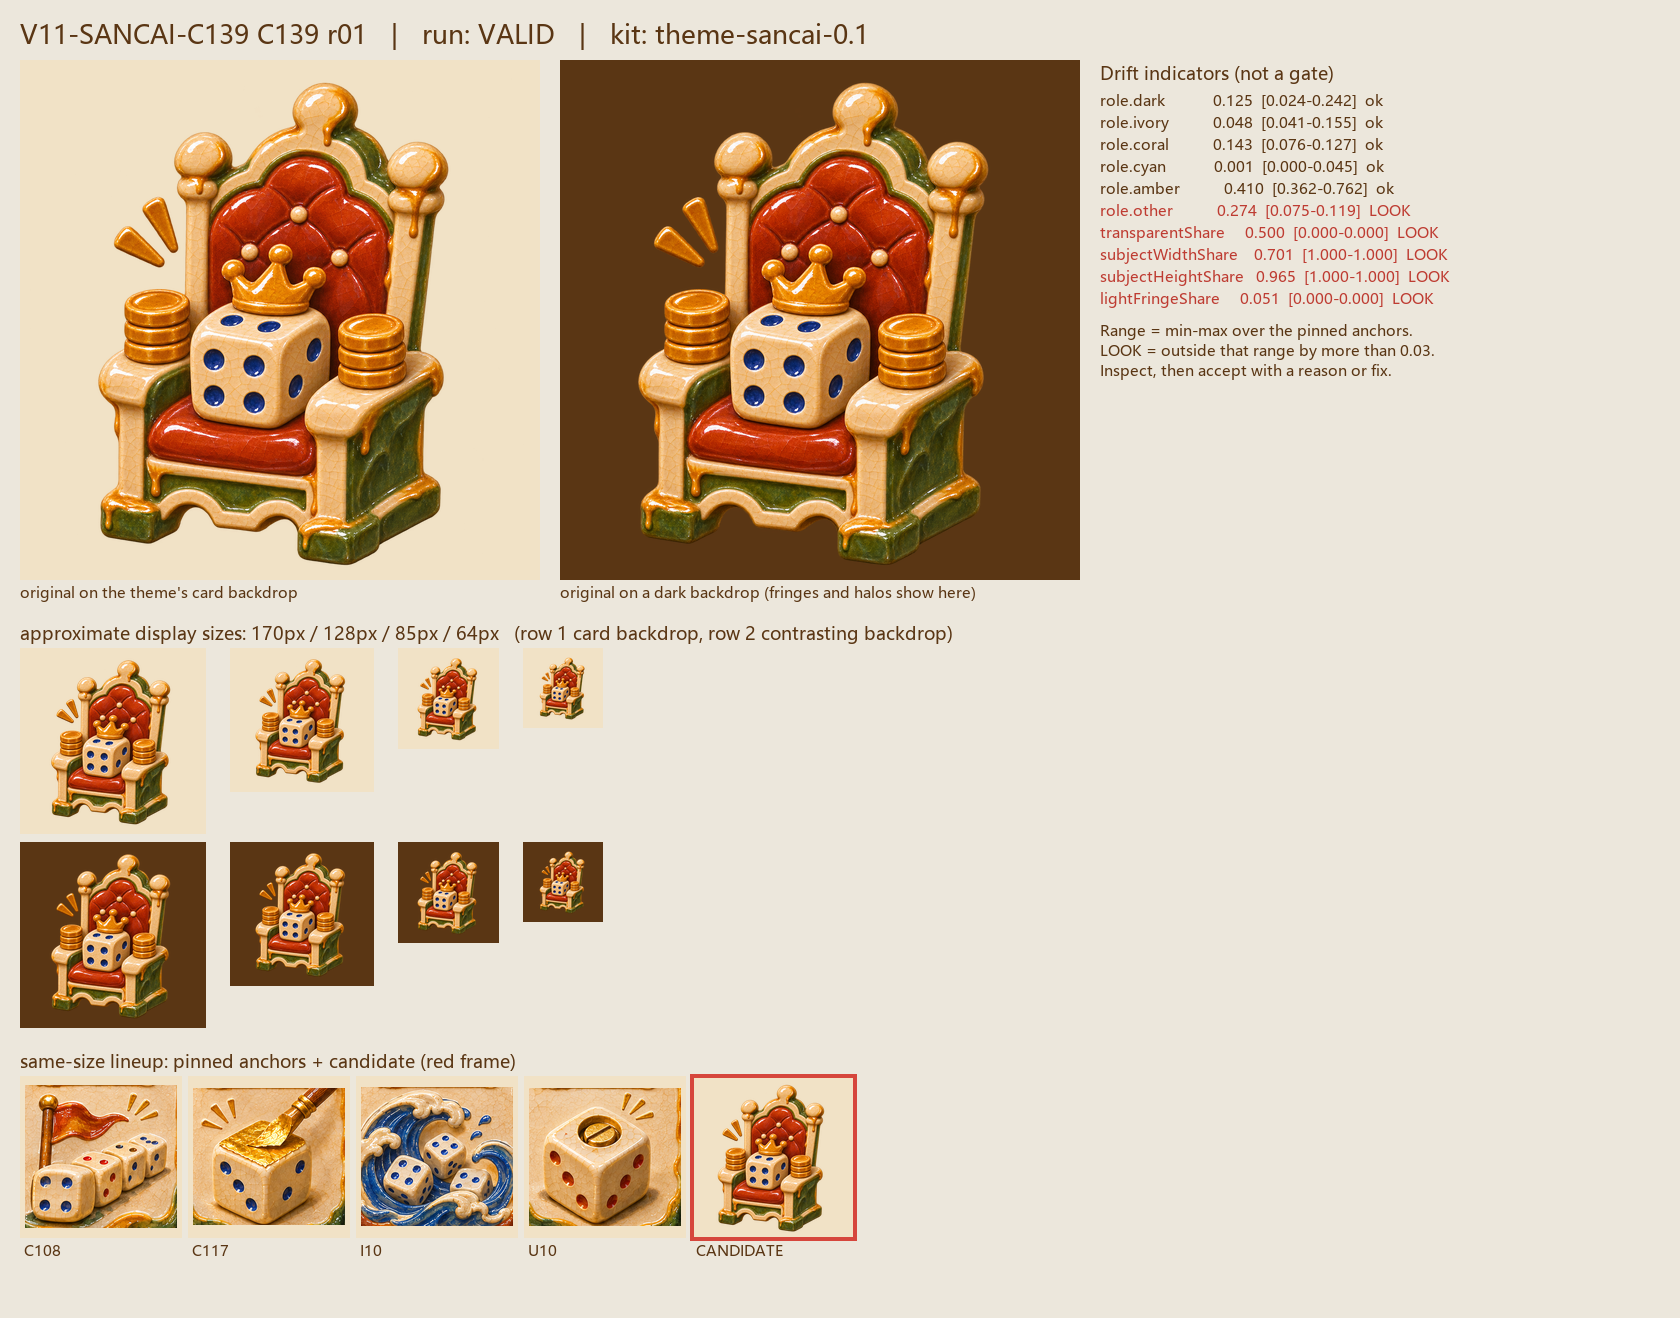 V11-SANCAI-C139 C139 r01 | run: VALID | kit: theme-sancai-0.1
Drift indicators (not a gate)
role.dark 0.125 [0.024-0.242] ok
role.ivory 0.048 [0.041-0.155] ok
role.coral 0.143 [0.076-0.127] ok
role.cyan 0.001 [0.000-0.045] ok
role.amber 0.410 [0.362-0.762] ok
role.other 0.274 [0.075-0.119] LOOK
transparentShare 0.500 [0.000-0.000] LOOK
subjectWidthShare 0.701 [1.000-1.000] LOOK
subjectHeightShare 0.965 [1.000-1.000] LOOK
lightFringeShare 0.051 [0.000-0.000] LOOK
Range = min-max over the pinned anchors.
LOOK = outside that range by more than 0.03.
Inspect, then accept with a reason or fix.
original on the theme's card backdrop
original on a dark backdrop (fringes and halos show here)
approximate display sizes: 170px / 128px / 85px / 64px (row 1 card backdrop, row 2 contrasting backdrop)
same-size lineup: pinned anchors + candidate (red frame)
C108
C117
I10
U10
CANDIDATE